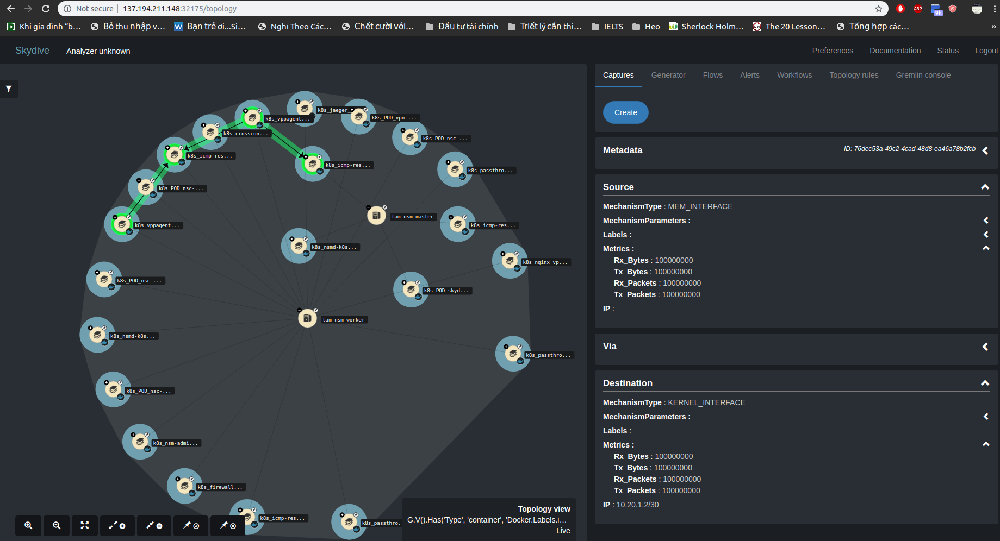 Not secure | 137.194.211.148:32175/topology
ABP
9h
Khi gia đình “b...
Bỏ thu nhập v...
W Bạn trẻ ơi...Si...
Nghĩ Theo Các...
Chết cười với...
Đầu tư tài chính
Triết lý cần thi...
IELTS
Heo
Sherlock Holm...
The 20 Lesson...
Tổng hợp các...
»
Skydive
Analyzer unknown
Preferences
Documentation
Status
Logout
k8s_jaeger_
k8s_vppagent...
k8s_POD_vpn-...
k8s_crosscon...
k8s_POD_nsc-...
k8s_icmp-res...
k8s_icmp-res...
k8s_passthro...
k8s_POD_nsc-...
tam-nsm-master
k8s_vppagent...
k8s_icmp-res...
k8s_nsmd-k8s...
k8s_nginx_vp...
k8s_POD_nsc-...
k8s_POD_skyd...
tam-nsm-worker
k8s_nsmd-k8s...
k8s_passthro...
k8s_POD_nsc-...
k8s_nsm-admi...
k8s_firewall...
k8s_icmp-res...
k8s_passthro.
Topology view
G.V().Has('Type', 'container', 'Docker.Labels.i...
Live
Captures
Generator
Flows
Alerts
Workflows
Topology rules
Gremlin console
Create
Metadata
ID: 76dec53a-49c2-4cad-48d8-ea46a78b2fcb
Source
MechanismType : MEM_INTERFACE
MechanismParameters :
Labels :
Metrics :
Rx_Bytes : 100000000
Tx_Bytes : 100000000
Rx_Packets : 100000000
Tx_Packets : 100000000
IP :
Via
Destination
MechanismType : KERNEL_INTERFACE
MechanismParameters :
Labels :
Metrics :
Rx_Bytes : 100000000
Tx_Bytes : 100000000
Rx_Packets : 100000000
Tx_Packets : 100000000
IP : 10.20.1.2/30